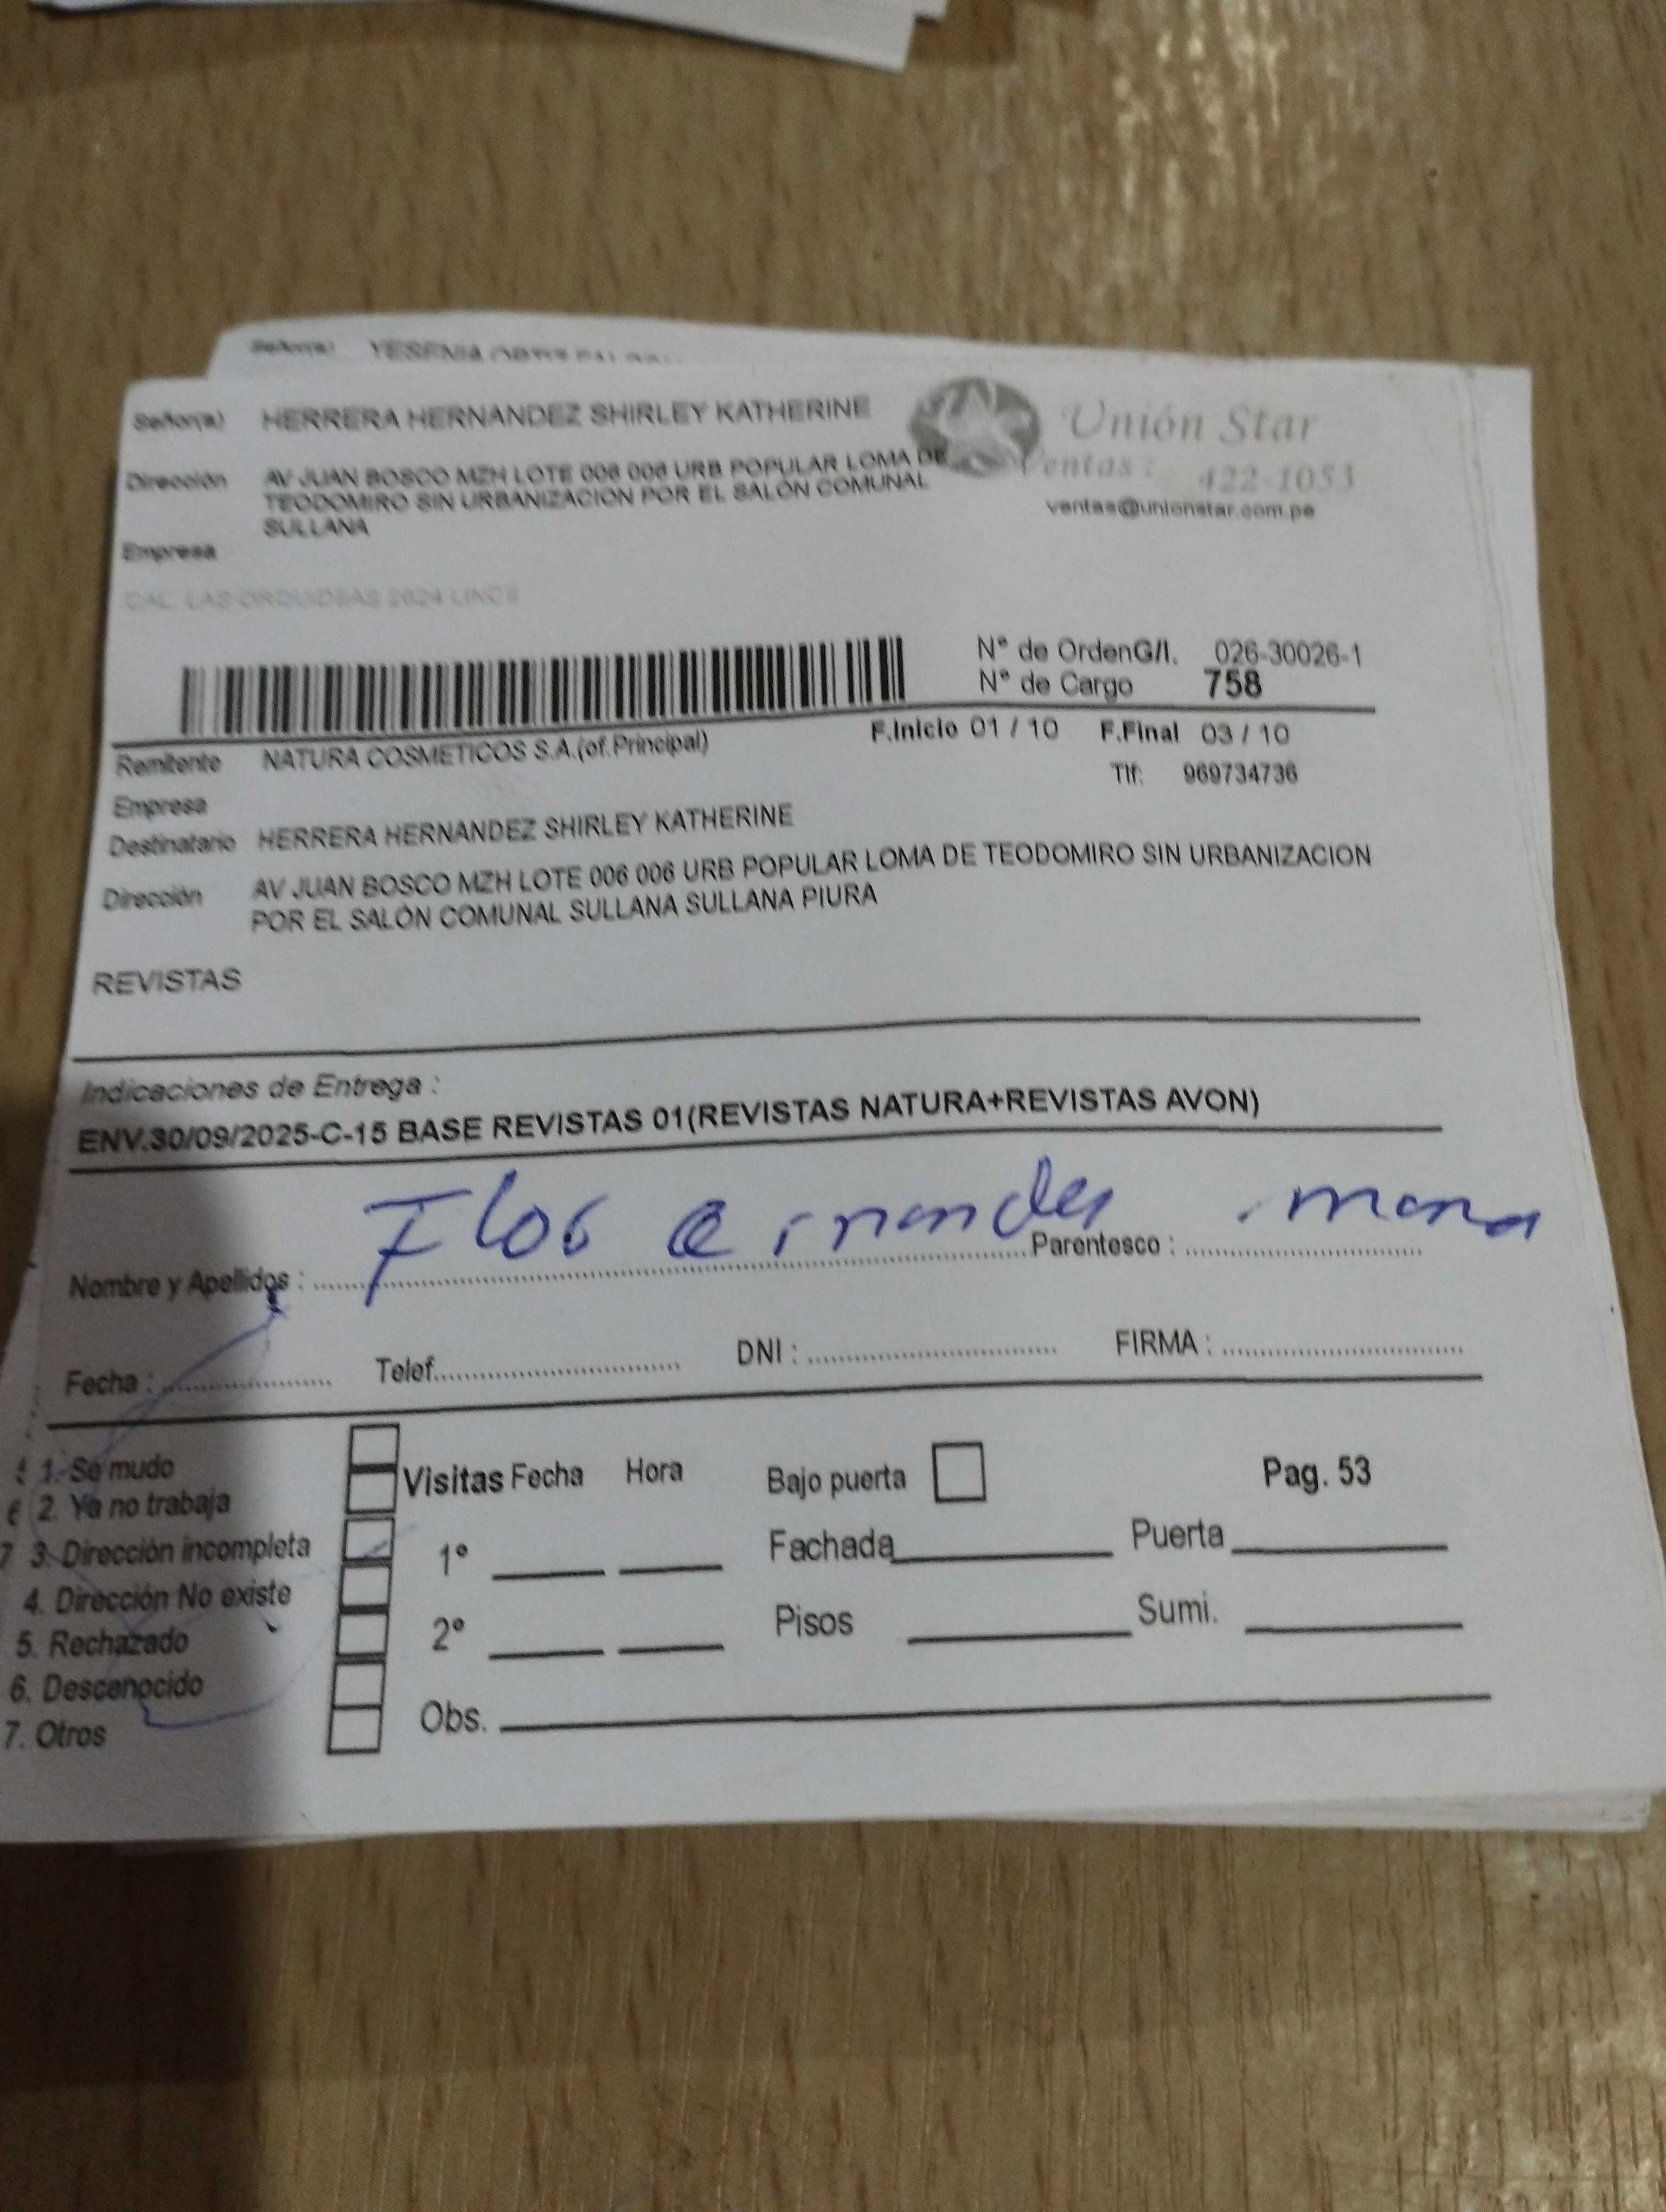 Señor(a) YESENIA
Señor(a) HERRERA HERNANDEZ SHIRLEY KATHERINE
Unión Star
Dirección AV JUAN BOSCO MZH LOTE 006 006 URB POPULAR LOMA DE
TEODOMIRO SIN URBANIZACION POR EL SALÓN COMUNAL
SULLANA
Ventas : 422-1053
ventas@unionstar.com.pe
Empresa
CAL. LAS ORQUIDEAS 2624 LINCE
N° de OrdenG/I. 026-30026-1
N° de Cargo 758
F.Inicio 01 / 10 F.Final 03 / 10
Remitente NATURA COSMETICOS S.A.(of.Principal)
Tlf: 969734736
Empresa
Destinatario HERRERA HERNANDEZ SHIRLEY KATHERINE
Dirección AV JUAN BOSCO MZH LOTE 006 006 URB POPULAR LOMA DE TEODOMIRO SIN URBANIZACION
POR EL SALÓN COMUNAL SULLANA SULLANA PIURA
REVISTAS
Indicaciones de Entrega :
ENV.30/09/2025-C-15 BASE REVISTAS 01(REVISTAS NATURA+REVISTAS AVON)
Nombre y Apellidos : Parentesco :
Fecha : Telef. DNI : FIRMA :
1. Se mudo
2. Ya no trabaja
3. Dirección incompleta
4. Dirección No existe
5. Rechazado
6. Desconocido
7. Otros
Visitas Fecha Hora Bajo puerta Pag. 53
1° Fachada Puerta
2° Pisos Sumi.
Obs.